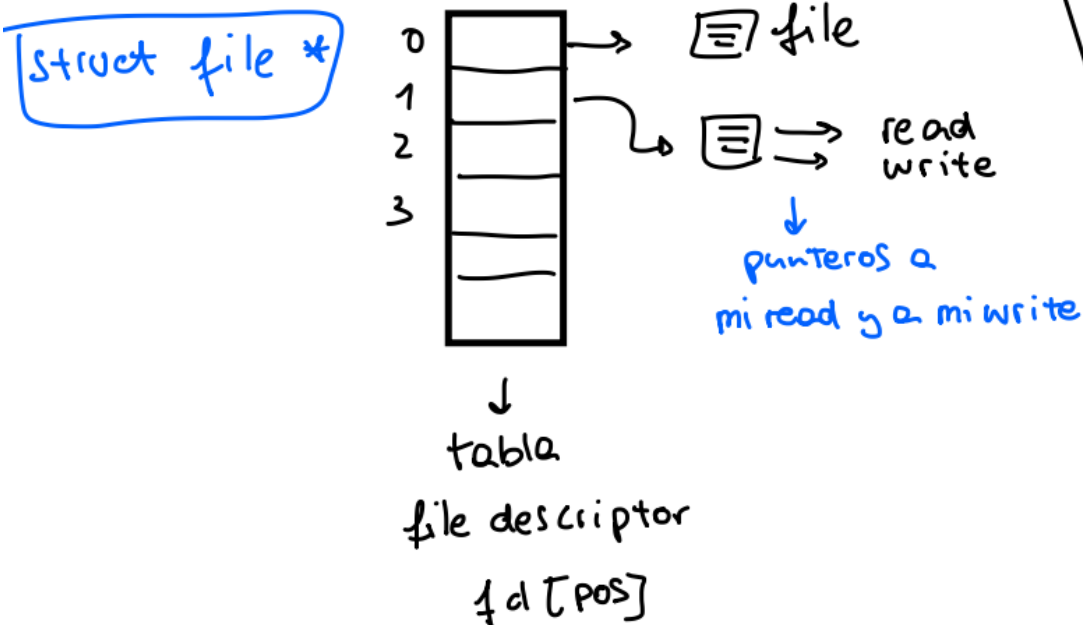 struct file *
0
file
1
2
3
read
write
punteros a
mi read y a mi write
tabla
file descriptor
fd [pos]